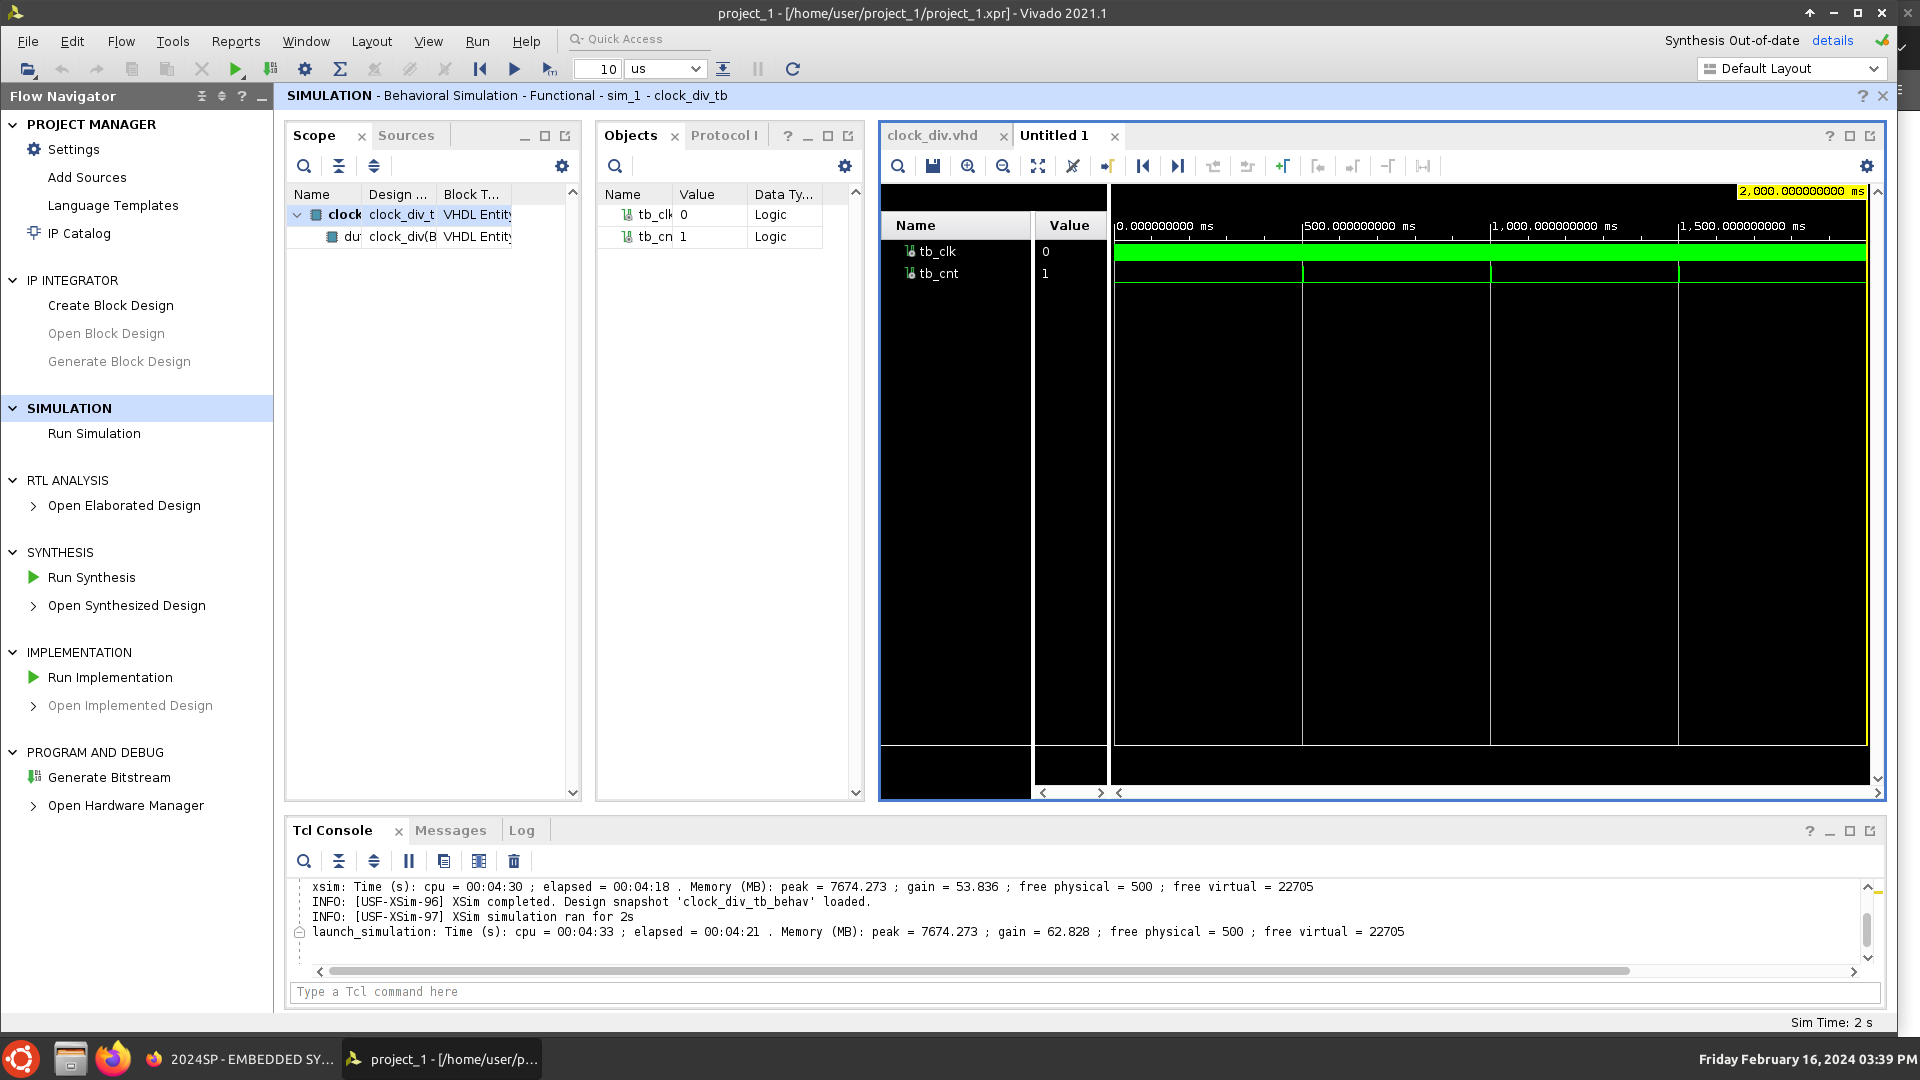 project_1 - [/home/user/project_1/project_1.xpr] - Vivado 2021.1
File Edit Flow Tools Reports Window Layout View Run Help Quick Access
Synthesis Out-of-date details
10 us
Default Layout
Flow Navigator
SIMULATION - Behavioral Simulation - Functional - sim_1 - clock_div_tb
PROJECT MANAGER
Settings
Add Sources
Language Templates
IP Catalog
IP INTEGRATOR
Create Block Design
Open Block Design
Generate Block Design
SIMULATION
Run Simulation
RTL ANALYSIS
Open Elaborated Design
SYNTHESIS
Run Synthesis
Open Synthesized Design
IMPLEMENTATION
Run Implementation
Open Implemented Design
PROGRAM AND DEBUG
Generate Bitstream
Open Hardware Manager
Scope Sources
Name Design ... Block T...
clock clock_div_t VHDL Entity
du clock_div(B VHDL Entity
Objects Protocol I
Name Value Data Ty...
tb_clk 0 Logic
tb_cn 1 Logic
clock_div.vhd Untitled 1
2,000.000000000 ms
Name Value
0.000000000 ms 500.000000000 ms 1,000.000000000 ms 1,500.000000000 ms
tb_clk 0
tb_cnt 1
Tcl Console Messages Log
xsim: Time (s): cpu = 00:04:30 ; elapsed = 00:04:18 . Memory (MB): peak = 7674.273 ; gain = 53.836 ; free physical = 500 ; free virtual = 22705
INFO: [USF-XSim-96] XSim completed. Design snapshot 'clock_div_tb_behav' loaded.
INFO: [USF-XSim-97] XSim simulation ran for 2s
launch_simulation: Time (s): cpu = 00:04:33 ; elapsed = 00:04:21 . Memory (MB): peak = 7674.273 ; gain = 62.828 ; free physical = 500 ; free virtual = 22705
Type a Tcl command here
Sim Time: 2 s
2024SP - EMBEDDED SY...
project_1 - [/home/user/p...
Friday February 16, 2024 03:39 PM